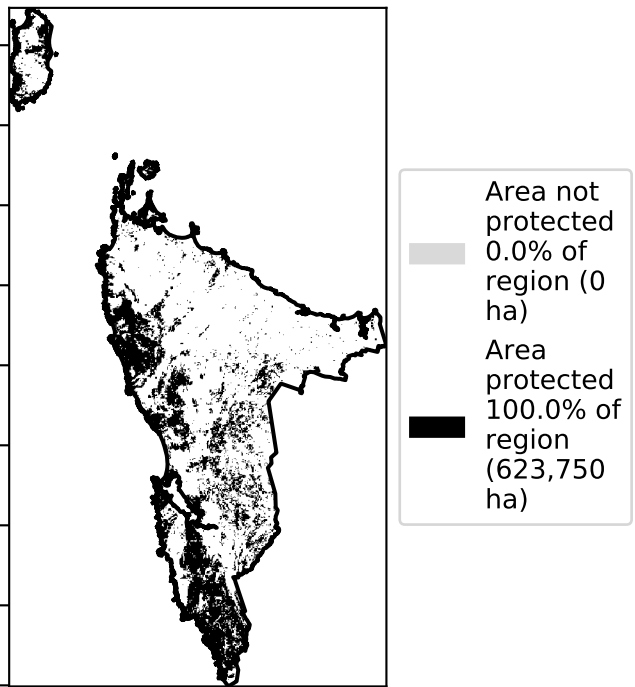 Area not
protected
0.0% of
region (0
ha)
Area
protected
100.0% of
region
(623,750
ha)